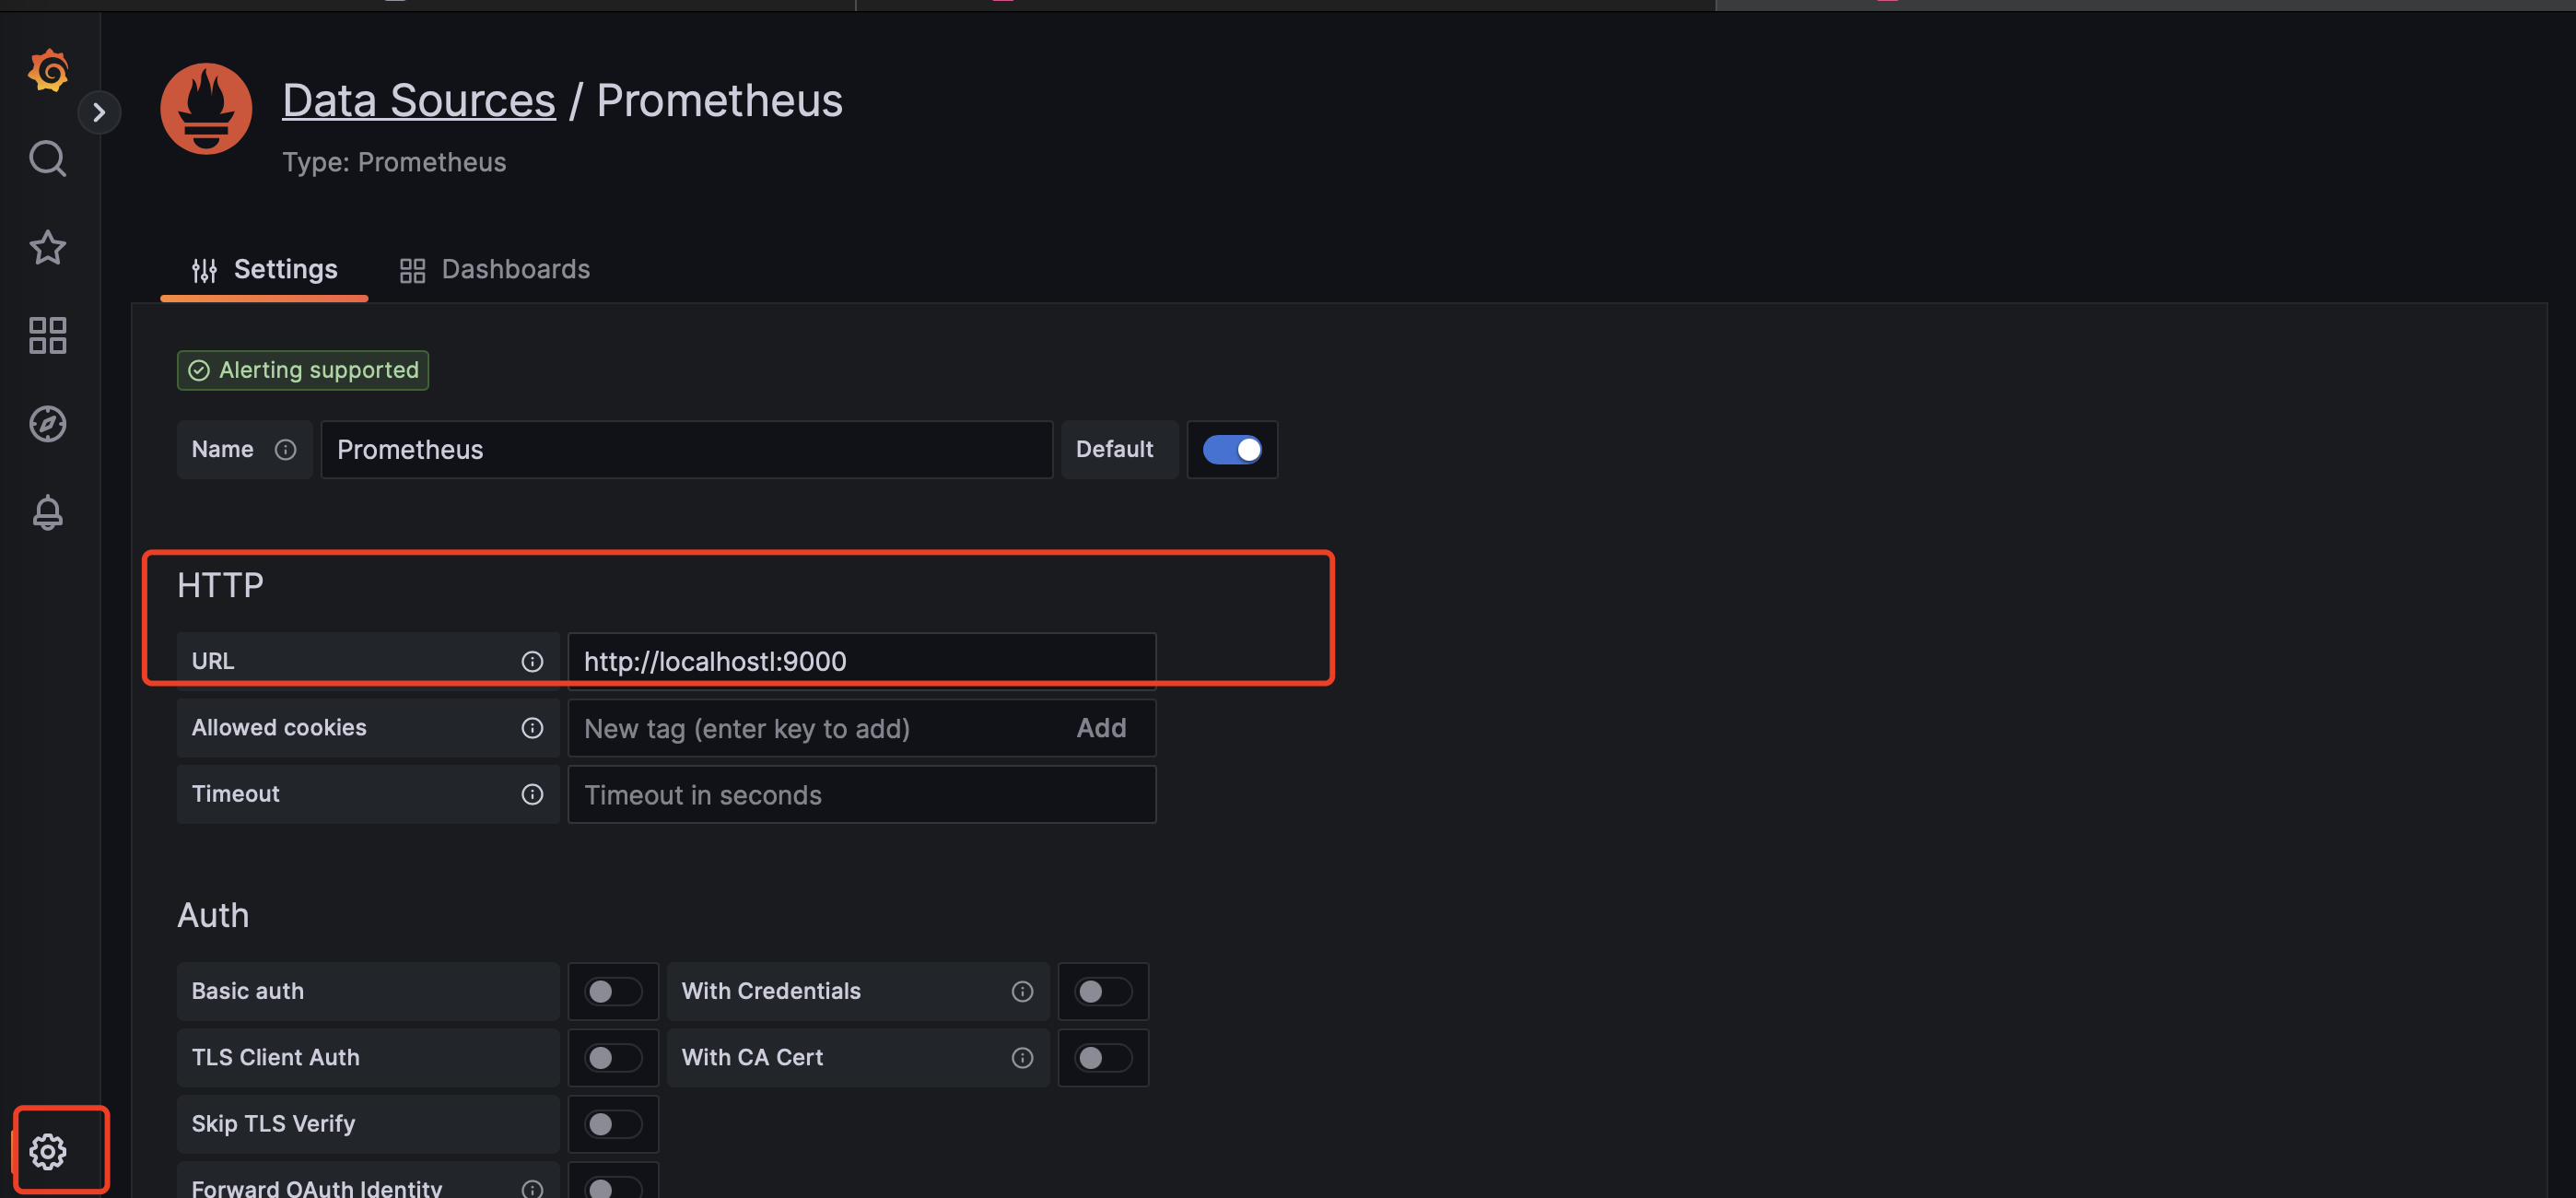 Data Sources / Prometheus
Type: Prometheus
Settings Dashboards
Alerting supported
Name Prometheus Default
HTTP
URL http://localhostl:9000
Allowed cookies New tag (enter key to add) Add
Timeout Timeout in seconds
Auth
Basic auth With Credentials
TLS Client Auth With CA Cert
Skip TLS Verify
Forward OAuth Identity